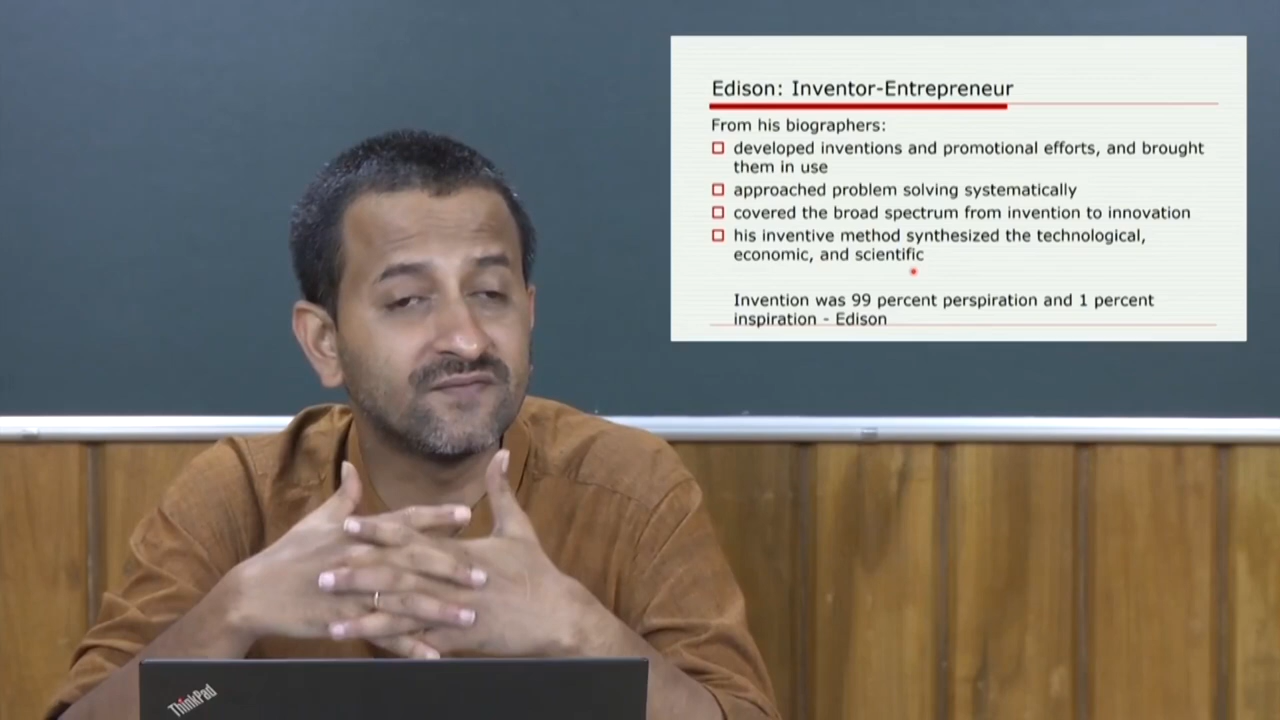 Edison: Inventor-Entrepreneur
From his biographers:
developed inventions and promotional efforts, and brought
them in use
approached problem solving systematically
covered the broad spectrum from invention to innovation
his inventive method synthesized the technological,
economic, and scientific
Invention was 99 percent perspiration and 1 percent
inspiration - Edison
ThinkPad